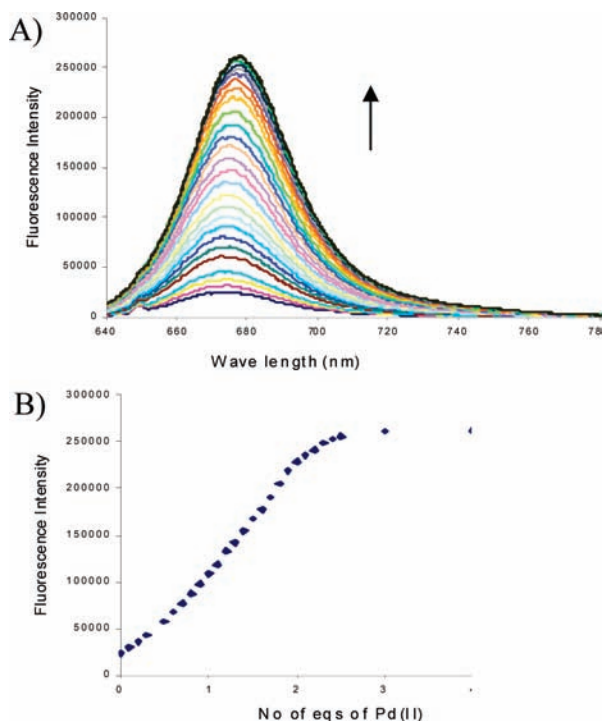 A)
300000
250000
200000
150000
100000
50000
0
Fluorescence Intensity
640 660 680 700 720 740 760 780
Wave length (nm)
B)
300000
250000
200000
150000
100000
50000
0
Fluorescence Intensity
0 1 2 3
No of eqs of Pd(II)